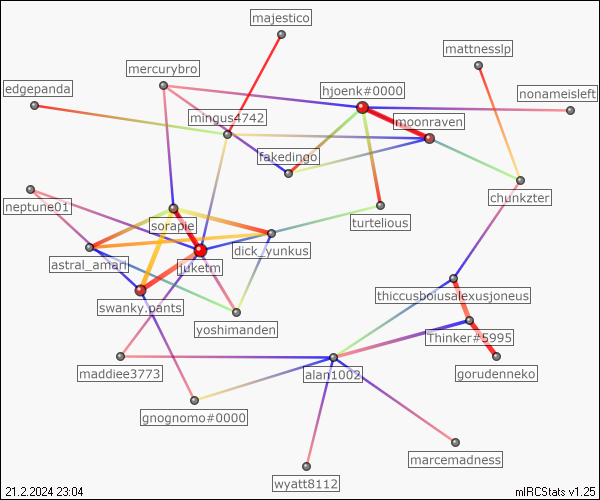 majestico
mattnesslp
mercurybro
edgepanda
hjoenk#0000
nonameisleft
mingus4742
moonraven
fakedingo
chunkzter
neptune01
sorapie
turtelious
dick_yunkus
astral_amari
juketm
thiccusboiusalexusjoneus
swanky.pants
yoshimanden
Thinker#5995
maddiee3773
alan1002
gorudenneko
gnognomo#0000
marcemadness
wyatt8112
21.2.2024 23:04
mIRCStats v1.25